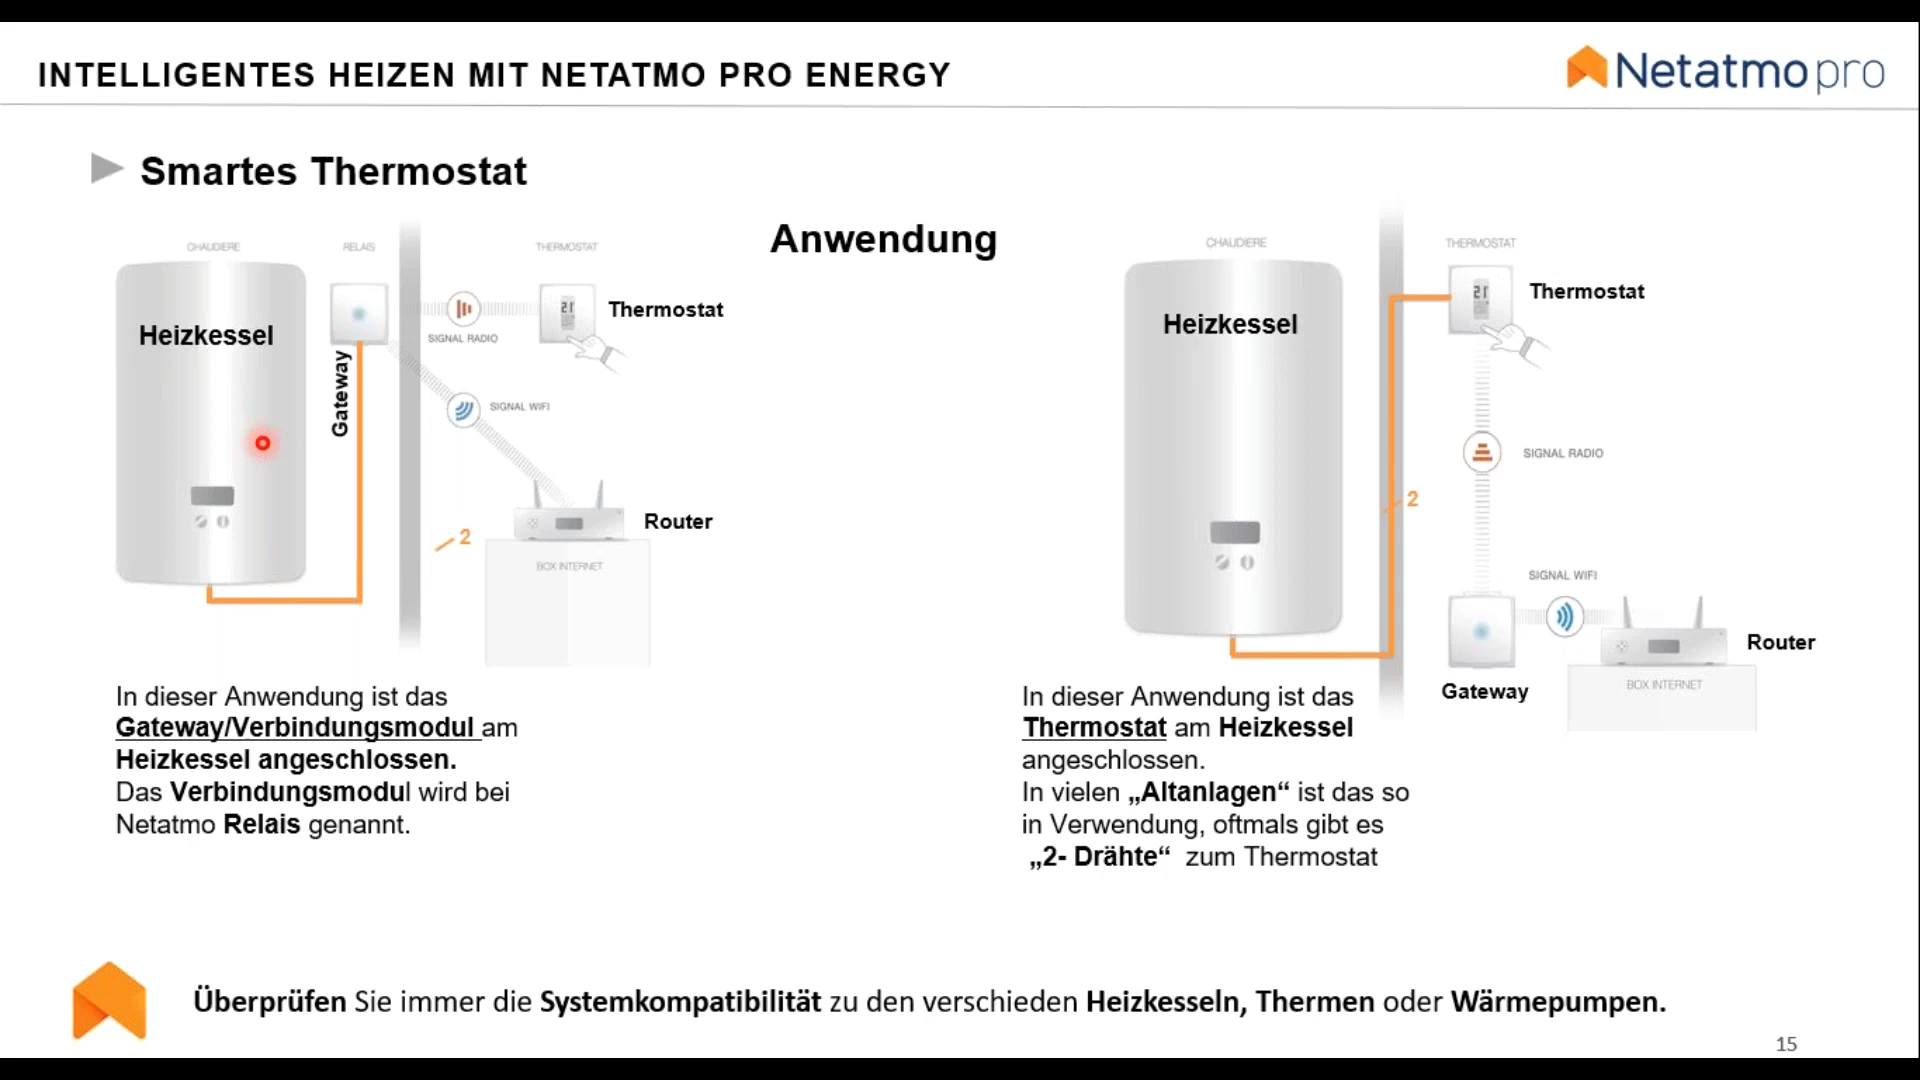 INTELLIGENTES HEIZEN MIT NETATMO PRO ENERGY
Netatmo pro
Smartes Thermostat
Anwendung
CHAUDIERE
RELAIS
THERMOSTAT
Heizkessel
Gateway
SIGNAL RADIO
Thermostat
SIGNAL WIFI
2
Router
BOX INTERNET
In dieser Anwendung ist das
Gateway/Verbindungsmodul am
Heizkessel angeschlossen.
Das Verbindungsmodul wird bei
Netatmo Relais genannt.
CHAUDIERE
THERMOSTAT
Heizkessel
Thermostat
SIGNAL RADIO
2
SIGNAL WIFI
Router
Gateway
BOX INTERNET
In dieser Anwendung ist das
Thermostat am Heizkessel
angeschlossen.
In vielen „Altanlagen“ ist das so
in Verwendung, oftmals gibt es
„2- Drähte“ zum Thermostat
Überprüfen Sie immer die Systemkompatibilität zu den verschieden Heizkesseln, Thermen oder Wärmepumpen.
15